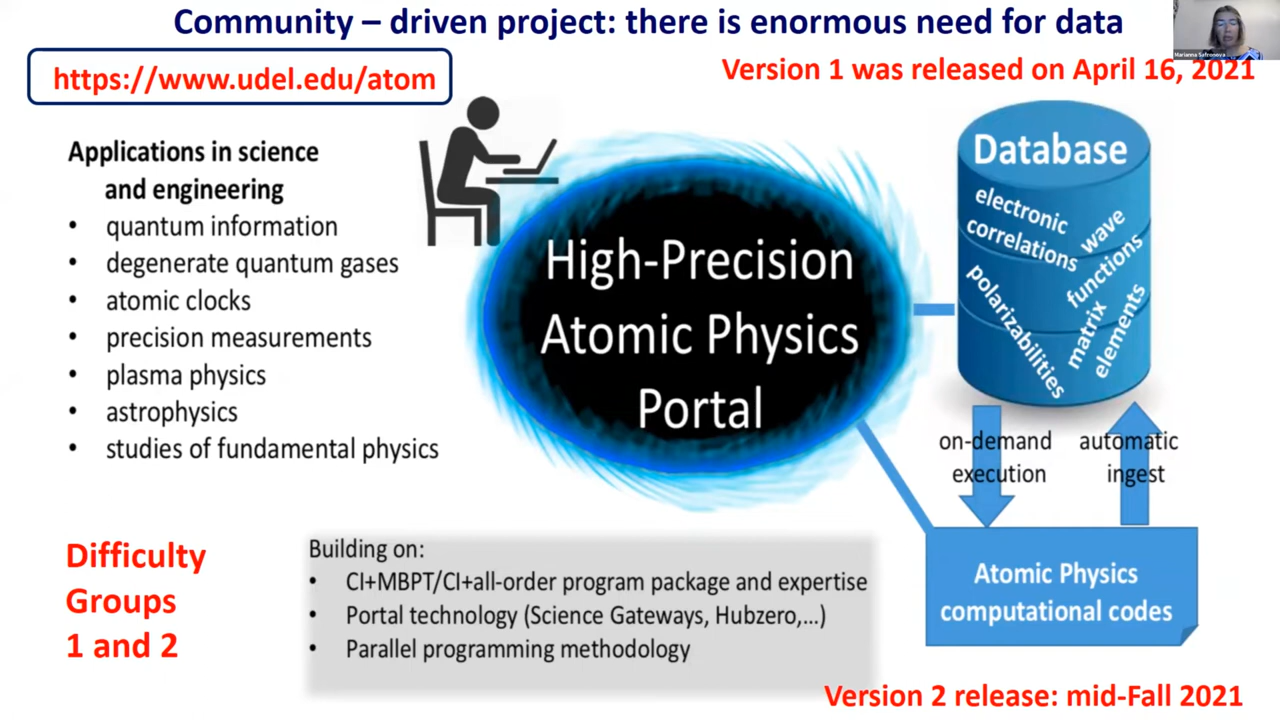 Community – driven project: there is enormous need for data
Marianna Safronova
https://www.udel.edu/atom
Version 1 was released on April 16, 2021
Applications in science
and engineering
• quantum information
• degenerate quantum gases
• atomic clocks
• precision measurements
• plasma physics
• astrophysics
• studies of fundamental physics
High-Precision
Atomic Physics
Portal
Database
electronic
correlations
wave
functions
polarizabilities
matrix
elements
on-demand
execution
automatic
ingest
Atomic Physics
computational codes
Difficulty
Groups
1 and 2
Building on:
• CI+MBPT/CI+all-order program package and expertise
• Portal technology (Science Gateways, Hubzero,...)
• Parallel programming methodology
Version 2 release: mid-Fall 2021